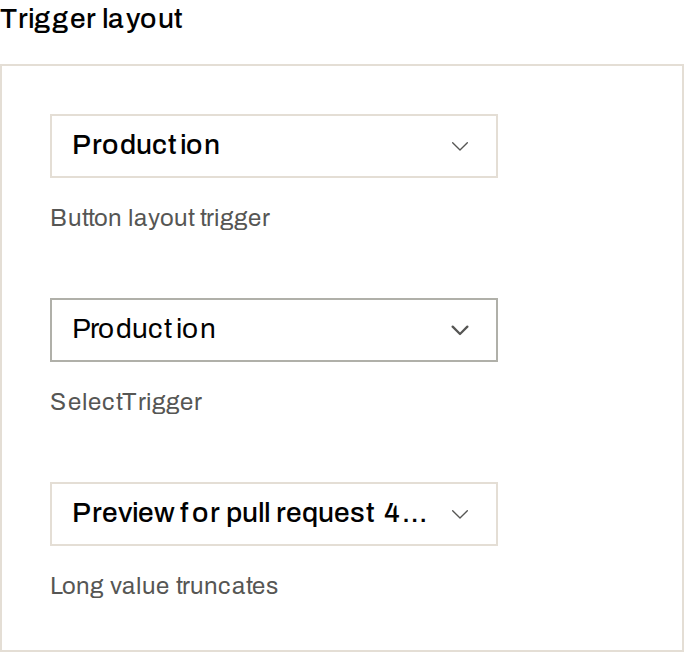 Trigger layout
Production
Button layout trigger
Production
SelectTrigger
Preview for pull request 4...
Long value truncates